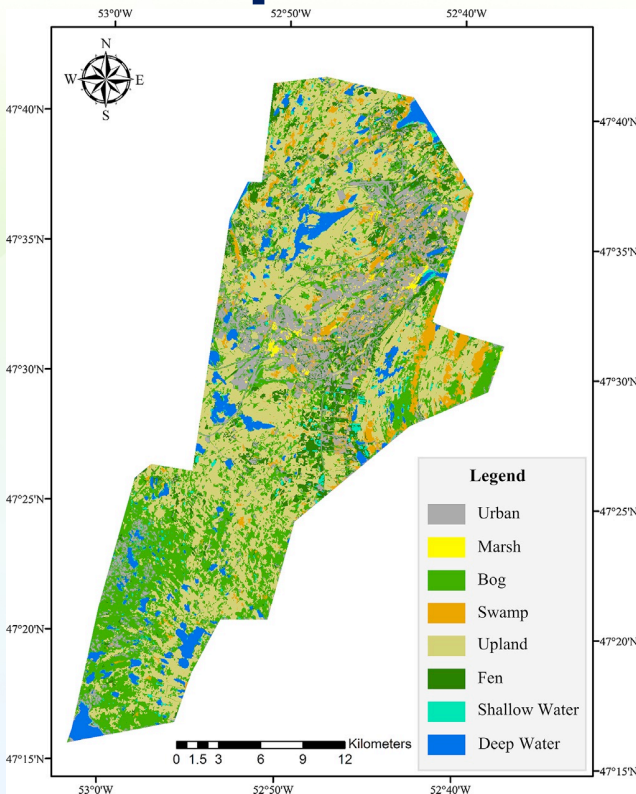 53°0'W 52°50'W 52°40'W
N
W E
S
47°40'N 47°40'N
47°35'N 47°35'N
47°30'N 47°30'N
47°25'N 47°25'N
47°20'N 47°20'N
47°15'N 47°15'N
Legend
Urban
Marsh
Bog
Swamp
Upland
Fen
Shallow Water
Deep Water
Kilometers
0 1.5 3 6 9 12
53°0'W 52°50'W 52°40'W